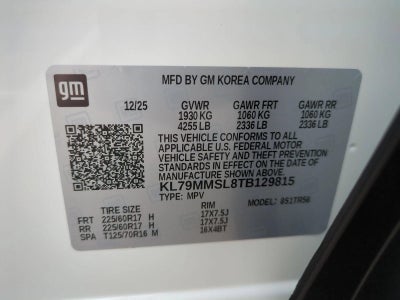 gm
MFD BY GM KOREA COMPANY
12/25 GVWR GAWR FRT GAWR RR
1930 KG 1060 KG 1060 KG
4255 LB 2336 LB 2336 LB
THIS VEHICLE CONFORMS TO ALL
APPLICABLE U.S. FEDERAL MOTOR
VEHICLE SAFETY AND THEFT PREVENTION
STANDARDS IN EFFECT ON THE DATE OF
MANUFACTURE SHOWN ABOVE.
KL79MMSL8TB129815
TYPE: MPV MODEL: 851TR56
TIRE SIZE RIM
FRT 225/60R17 H 17X7.5J
RR 225/60R17 H 17X7.5J
SPA T125/70R16 M 16X4BT